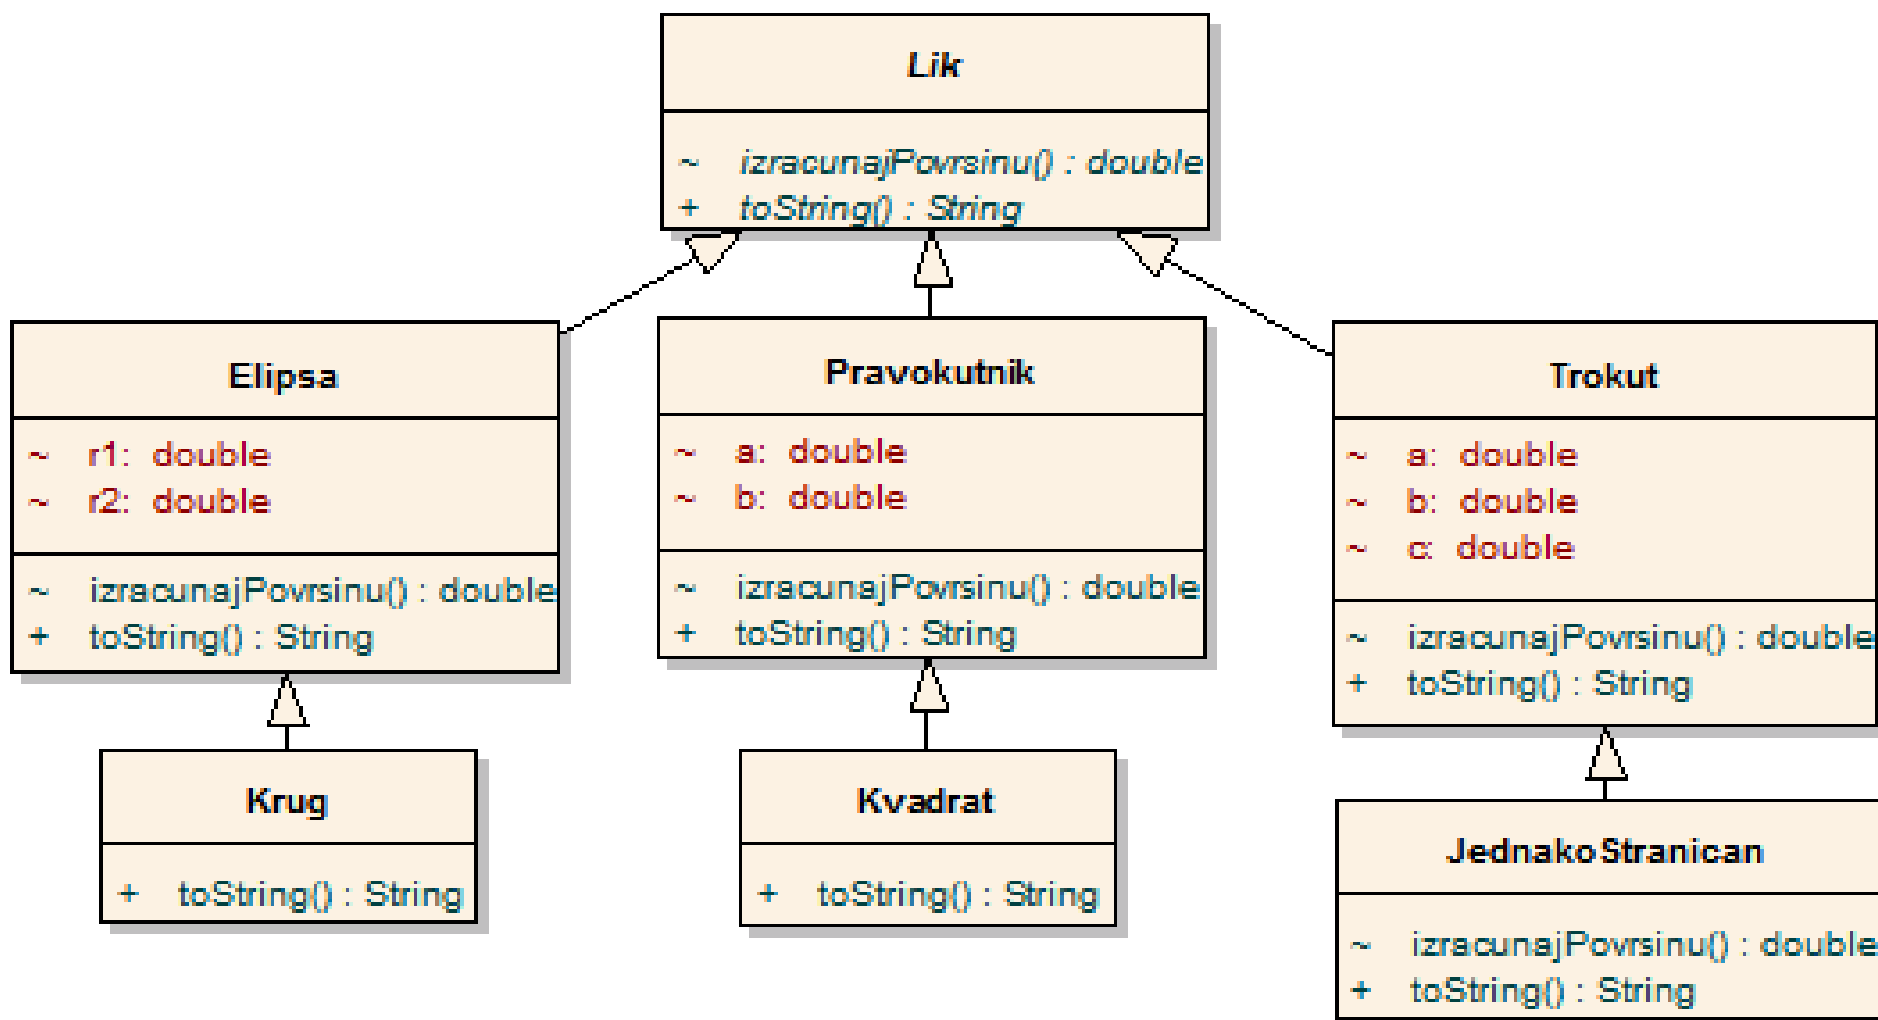 Lik
~ izracunajPovrsinu() : double
+ toString() : String
Elipsa
~ r1: double
~ r2: double
~ izracunajPovrsinu() : double
+ toString() : String
Pravokutnik
~ a: double
~ b: double
~ izracunajPovrsinu() : double
+ toString() : String
Trokut
~ a: double
~ b: double
~ c: double
~ izracunajPovrsinu() : double
+ toString() : String
Krug
+ toString() : String
Kvadrat
+ toString() : String
JednakoStranican
~ izracunajPovrsinu() : double
+ toString() : String